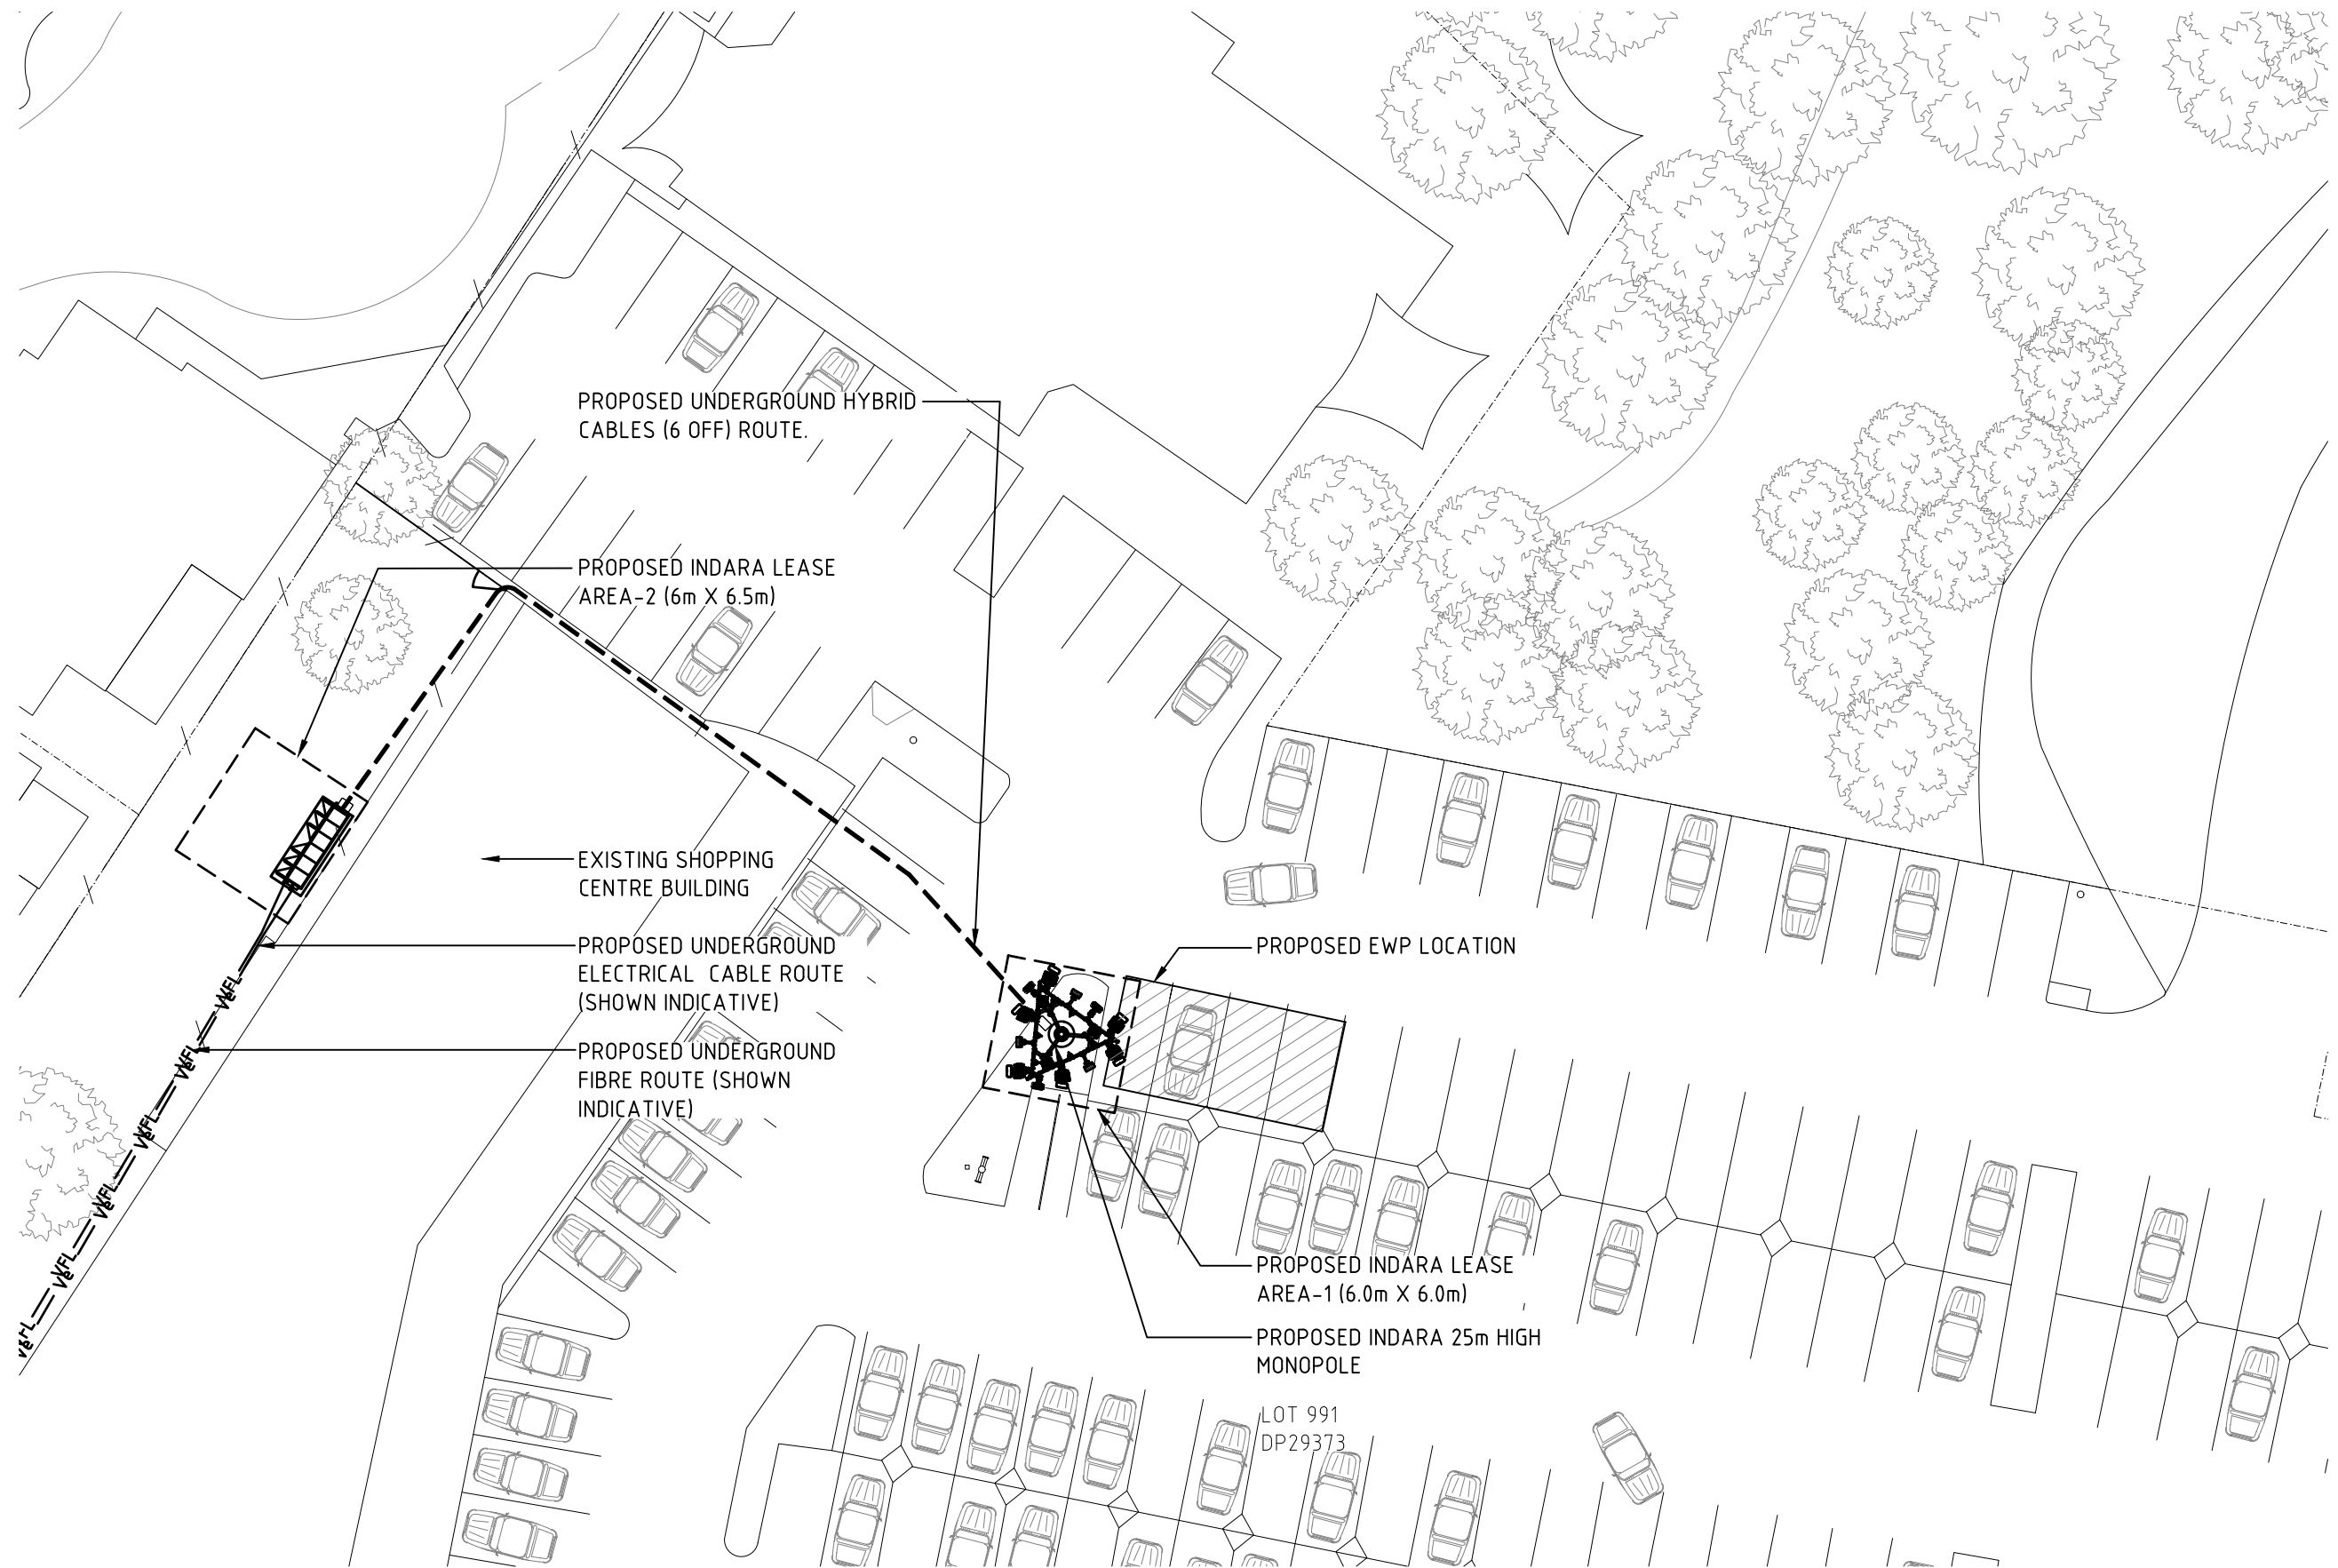 PROPOSED UNDERGROUND HYBRID
CABLES (6 OFF) ROUTE.
PROPOSED INDARA LEASE
AREA-2 (6m X 6.5m)
EXISTING SHOPPING
CENTRE BUILDING
PROPOSED UNDERGROUND
ELECTRICAL CABLE ROUTE
(SHOWN INDICATIVE)
PROPOSED UNDERGROUND
FIBRE ROUTE (SHOWN
INDICATIVE)
PROPOSED EWP LOCATION
PROPOSED INDARA LEASE
AREA-1 (6.0m X 6.0m)
PROPOSED INDARA 25m HIGH
MONOPOLE
LOT 991
DP29373